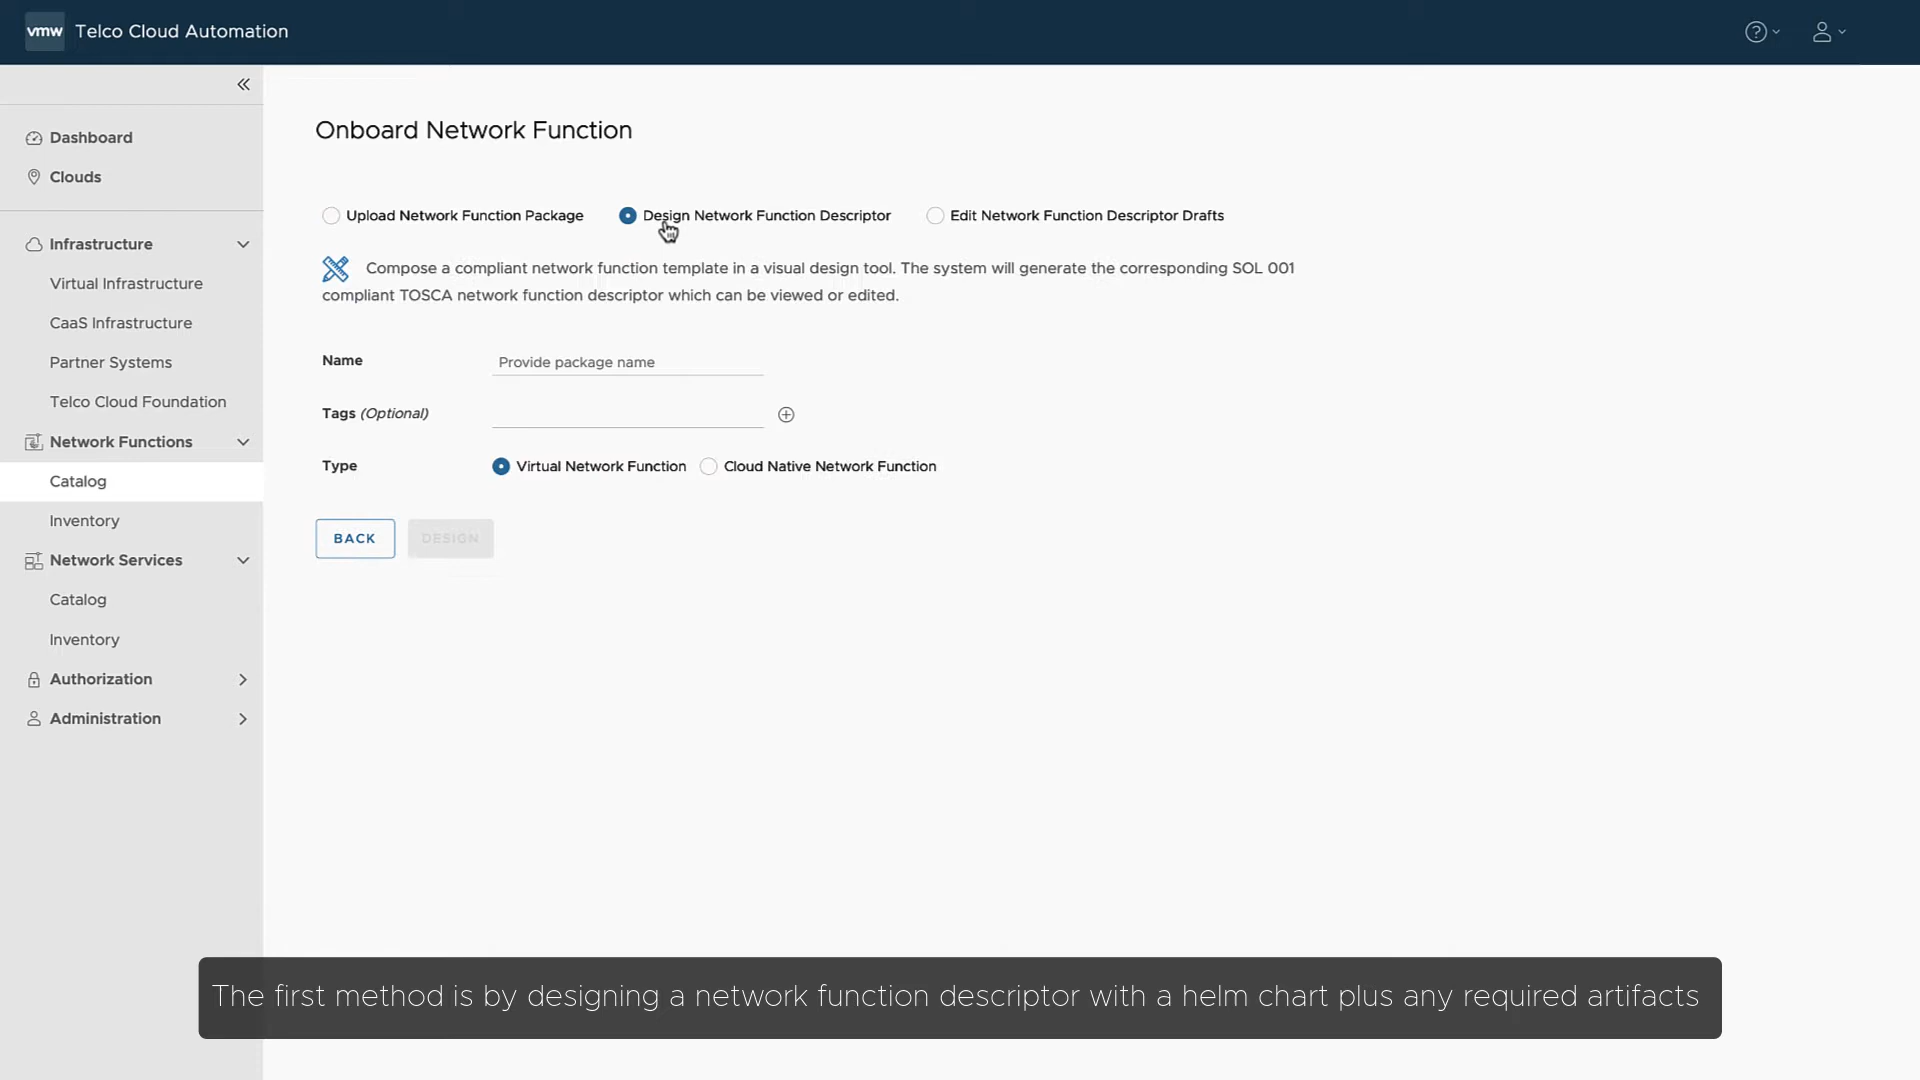 vmw Telco Cloud Automation
Dashboard
Clouds
Infrastructure
Virtual Infrastructure
CaaS Infrastructure
Partner Systems
Telco Cloud Foundation
Network Functions
Catalog
Inventory
Network Services
Catalog
Inventory
Authorization
Administration
Onboard Network Function
Upload Network Function Package Design Network Function Descriptor Edit Network Function Descriptor Drafts
Compose a compliant network function template in a visual design tool. The system will generate the corresponding SOL 001
compliant TOSCA network function descriptor which can be viewed or edited.
Name Provide package name
Tags (Optional)
Type Virtual Network Function Cloud Native Network Function
BACK DESIGN
The first method is by designing a network function descriptor with a helm chart plus any required artifacts